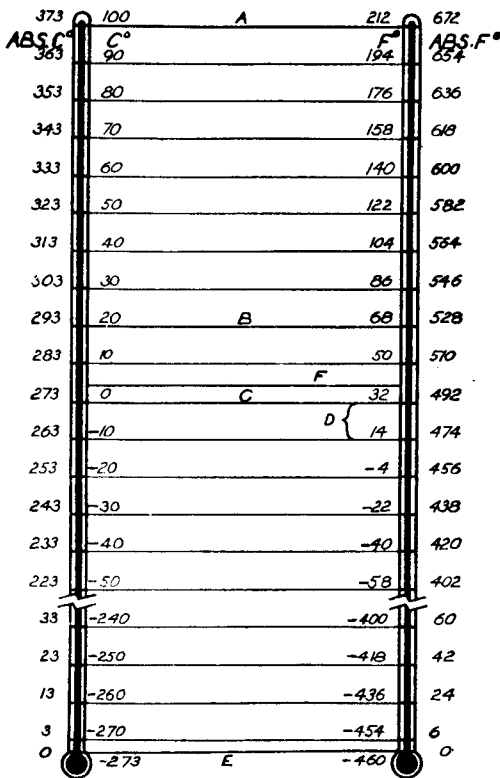 373 100 A 212 672
ABS.C° C° F° ABS.F°
363 90 194 654
353 80 176 636
343 70 158 618
333 60 140 600
323 50 122 582
313 40 104 564
303 30 86 546
293 20 B 68 528
283 10 50 510
F
273 0 C 32 492
D
263 -10 14 474
253 -20 -4 456
243 -30 -22 438
233 -40 -40 420
223 -50 -58 402
33 -240 -400 60
23 -250 -418 42
13 -260 -436 24
3 -270 -454 6
0 -273 E -460 0